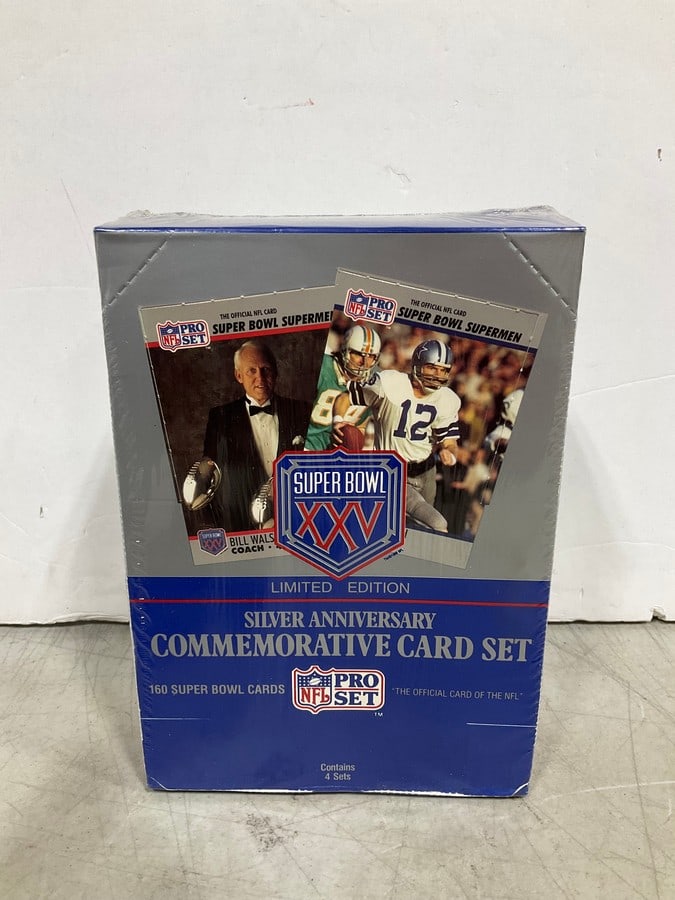 THE OFFICIAL NFL CARD
SUPER BOWL SUPERMEN
NFL PRO SET
THE OFFICIAL NFL CARD
SUPER BOWL
NFL PRO SET
12
SUPER BOWL
XXV
XXV
BILL
COACH
LIMITED EDITION
SILVER ANNIVERSARY
COMMEMORATIVE CARD SET
160 SUPER BOWL CARDS
NFL PRO SET
TM
"THE OFFICIAL CARD OF THE NFL"
Contains
4 Sets